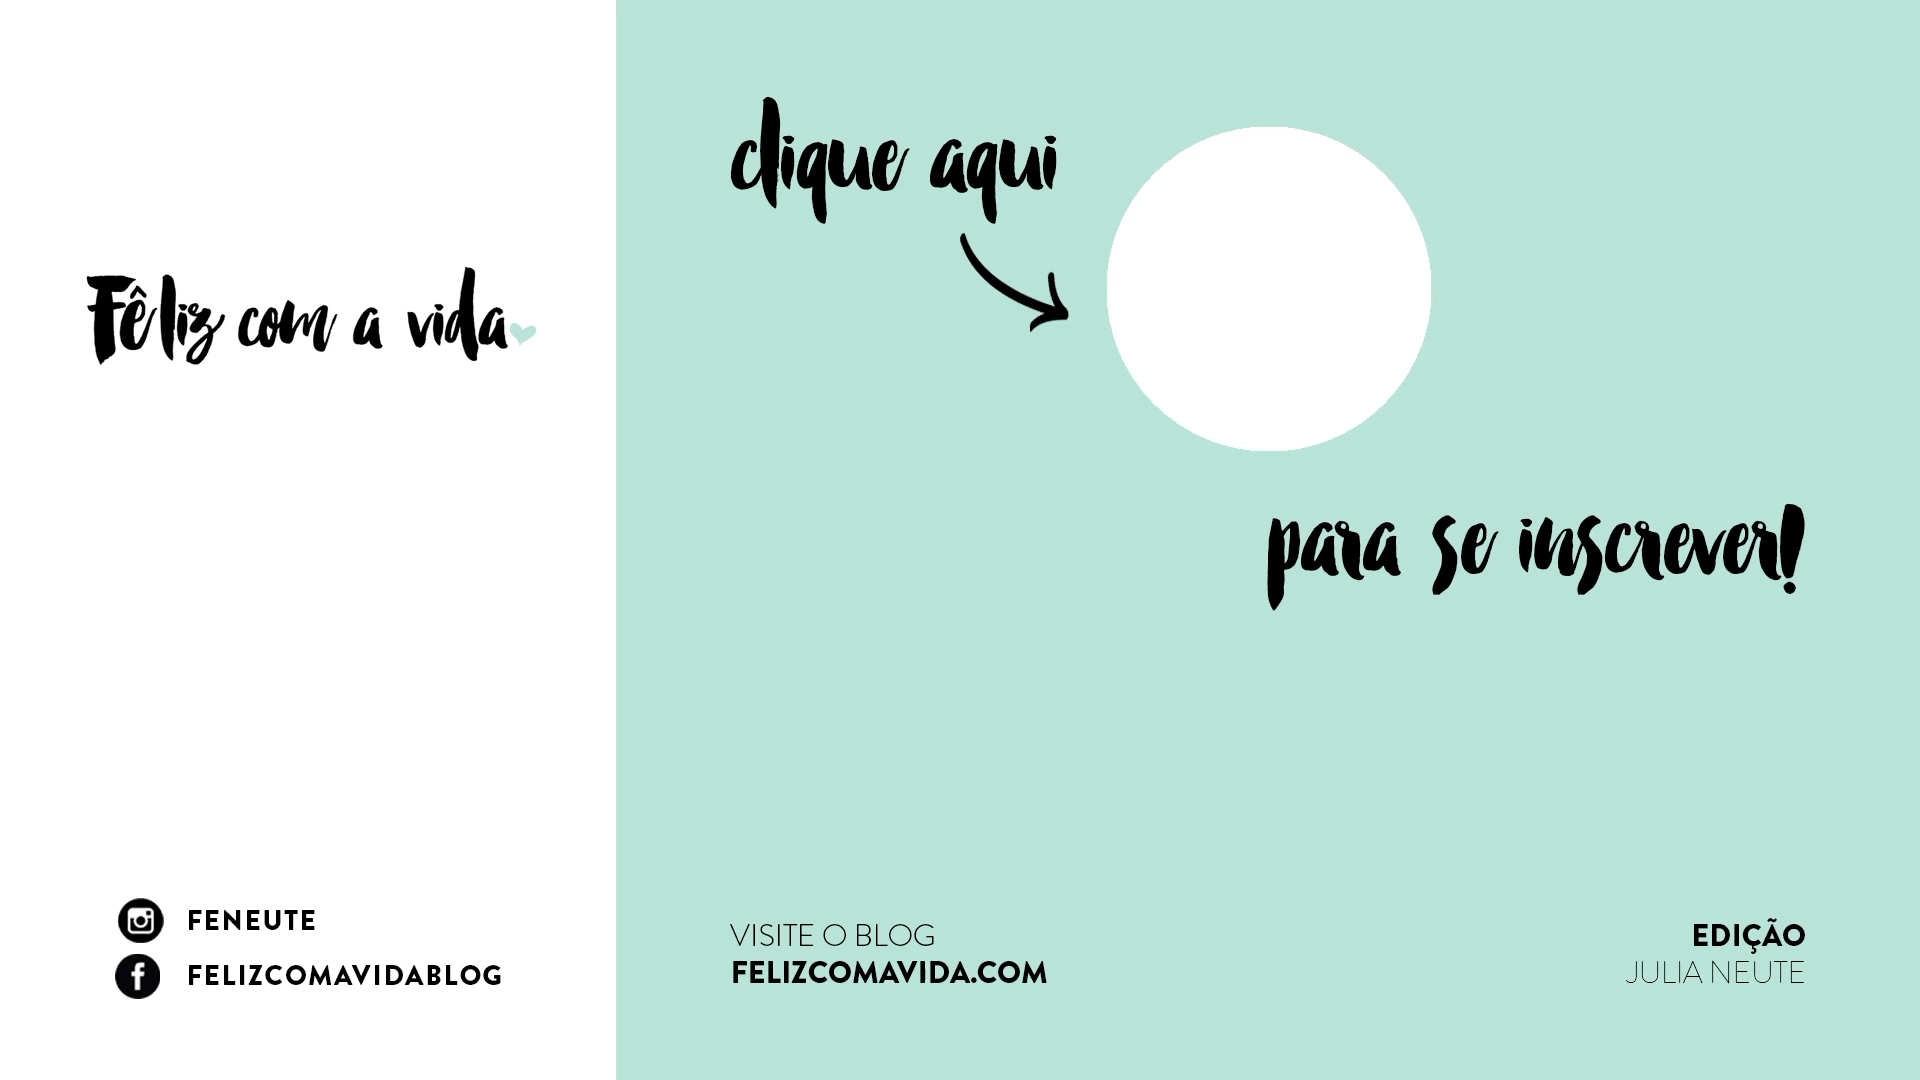 Fêliz com a vida
FENEUTE
FELIZCOMAVIDABLOG
clique aqui
para se inscrever!
VISITE O BLOG
FELIZCOMAVIDA.COM
EDIÇÃO
JULIA NEUTE